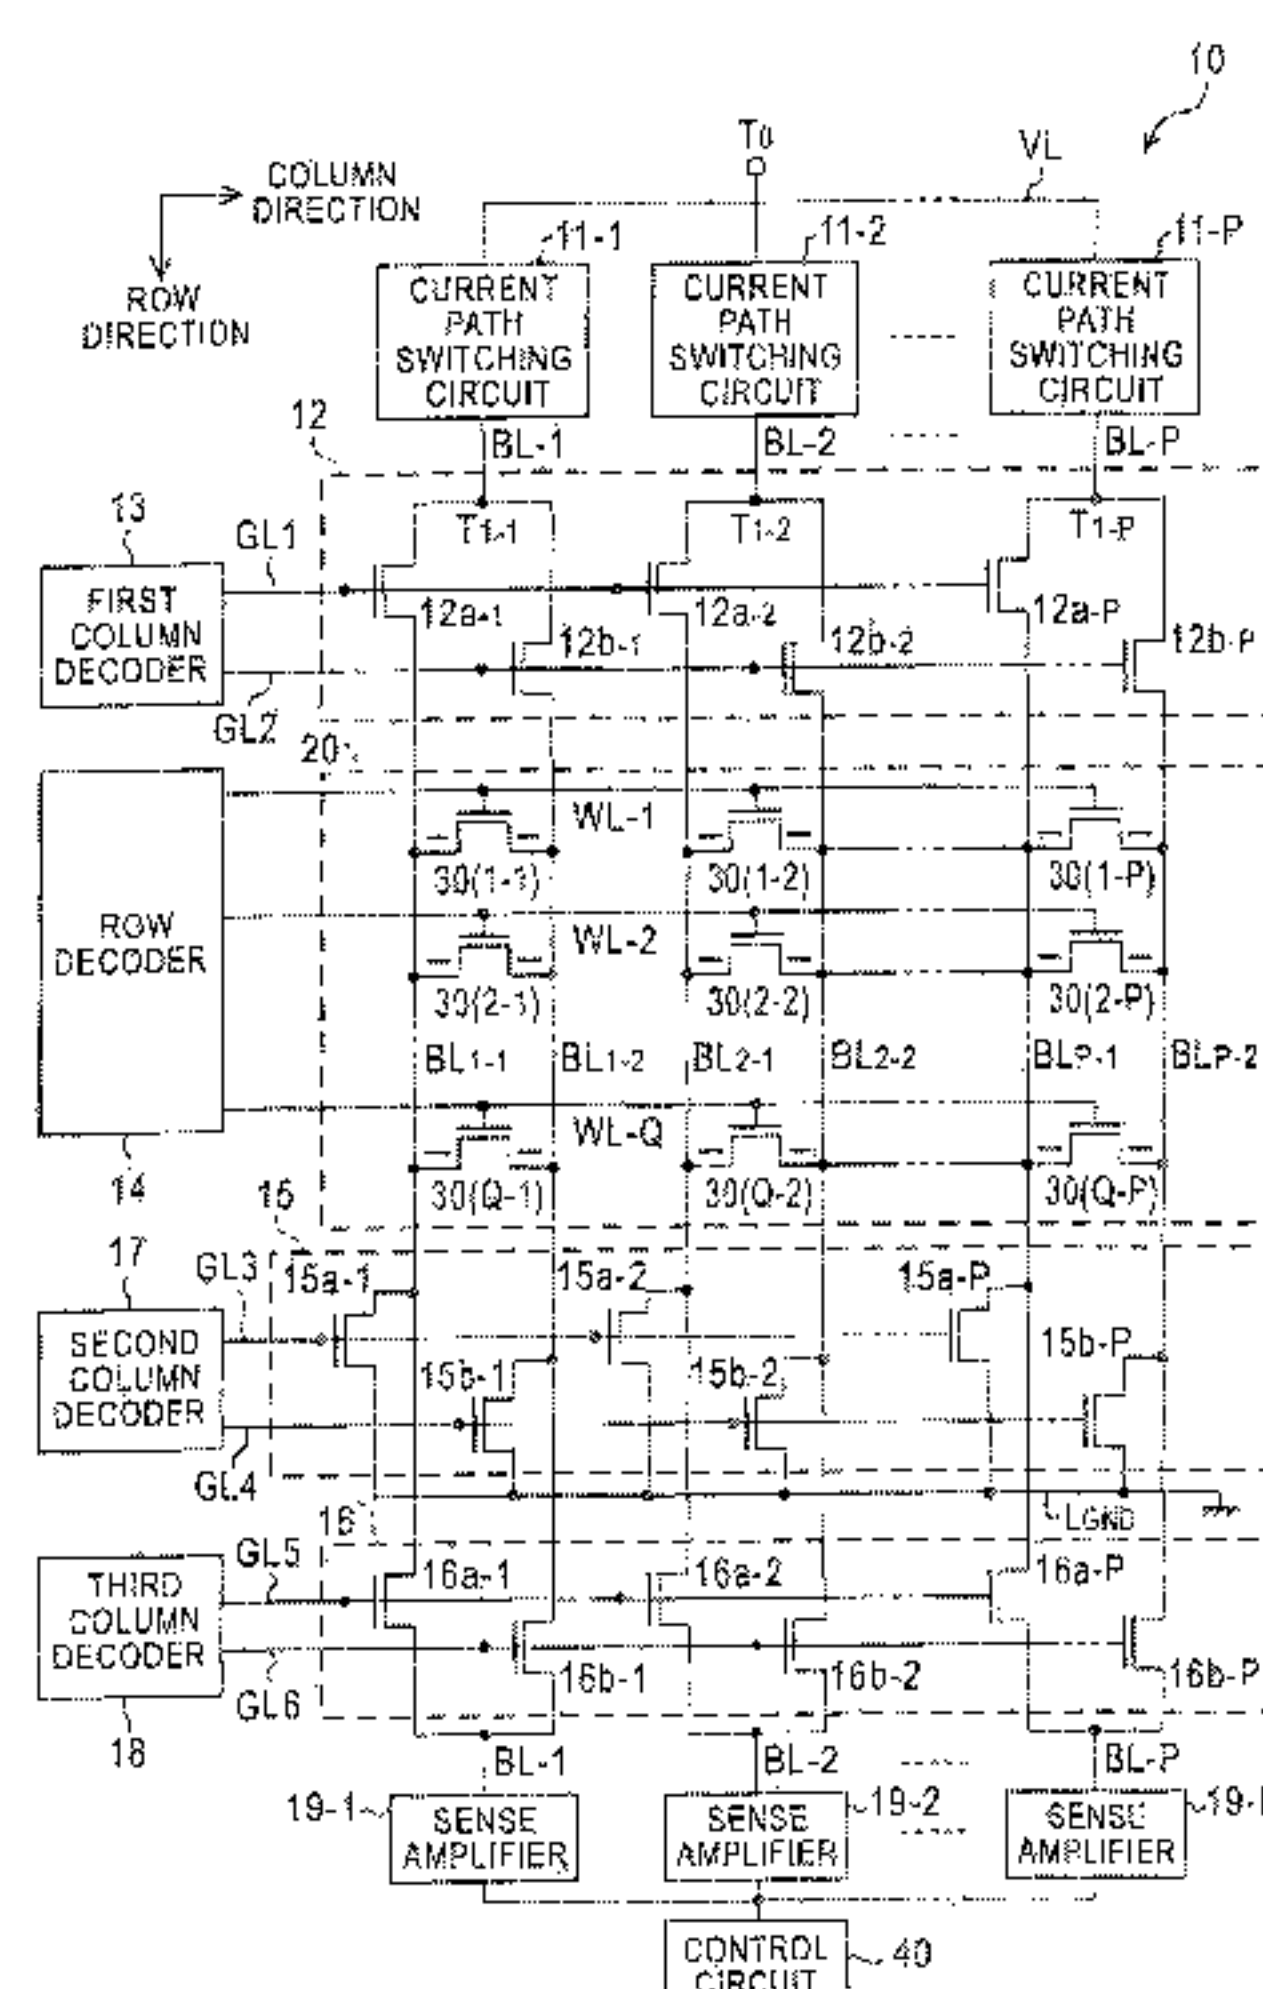 10
T0
VL
COLUMN
DIRECTION
ROW
DIRECTION
11-1
11-2
11-P
CURRENT
PATH
SWITCHING
CIRCUIT
CURRENT
PATH
SWITCHING
CIRCUIT
CURRENT
PATH
SWITCHING
CIRCUIT
12
BL-1
BL-2
BL-P
13
GL1
T1-1
T1-2
T1-P
FIRST
COLUMN
DECODER
12a-1
12a-2
12a-P
12b-1
12b-2
12b-P
GL2
20
WL-1
30(1-1)
30(1-2)
30(1-P)
ROW
DECODER
WL-2
30(2-1)
30(2-2)
30(2-P)
BL1-1
BL1-2
BL2-1
BL2-2
BLP-1
BLP-2
WL-Q
14
30(Q-1)
30(Q-2)
30(Q-P)
15
17
GL3
15a-1
15a-2
15a-P
SECOND
COLUMN
DECODER
15b-1
15b-2
15b-P
GL4
16
LGND
GL5
THIRD
COLUMN
DECODER
16a-1
16a-2
16a-P
16b-1
16b-2
16b-P
GL6
18
BL-1
BL-2
BL-P
19-1
SENSE
AMPLIFIER
19-2
SENSE
AMPLIFIER
SENSE
AMPLIFIER
CONTROL
CIRCUIT
40